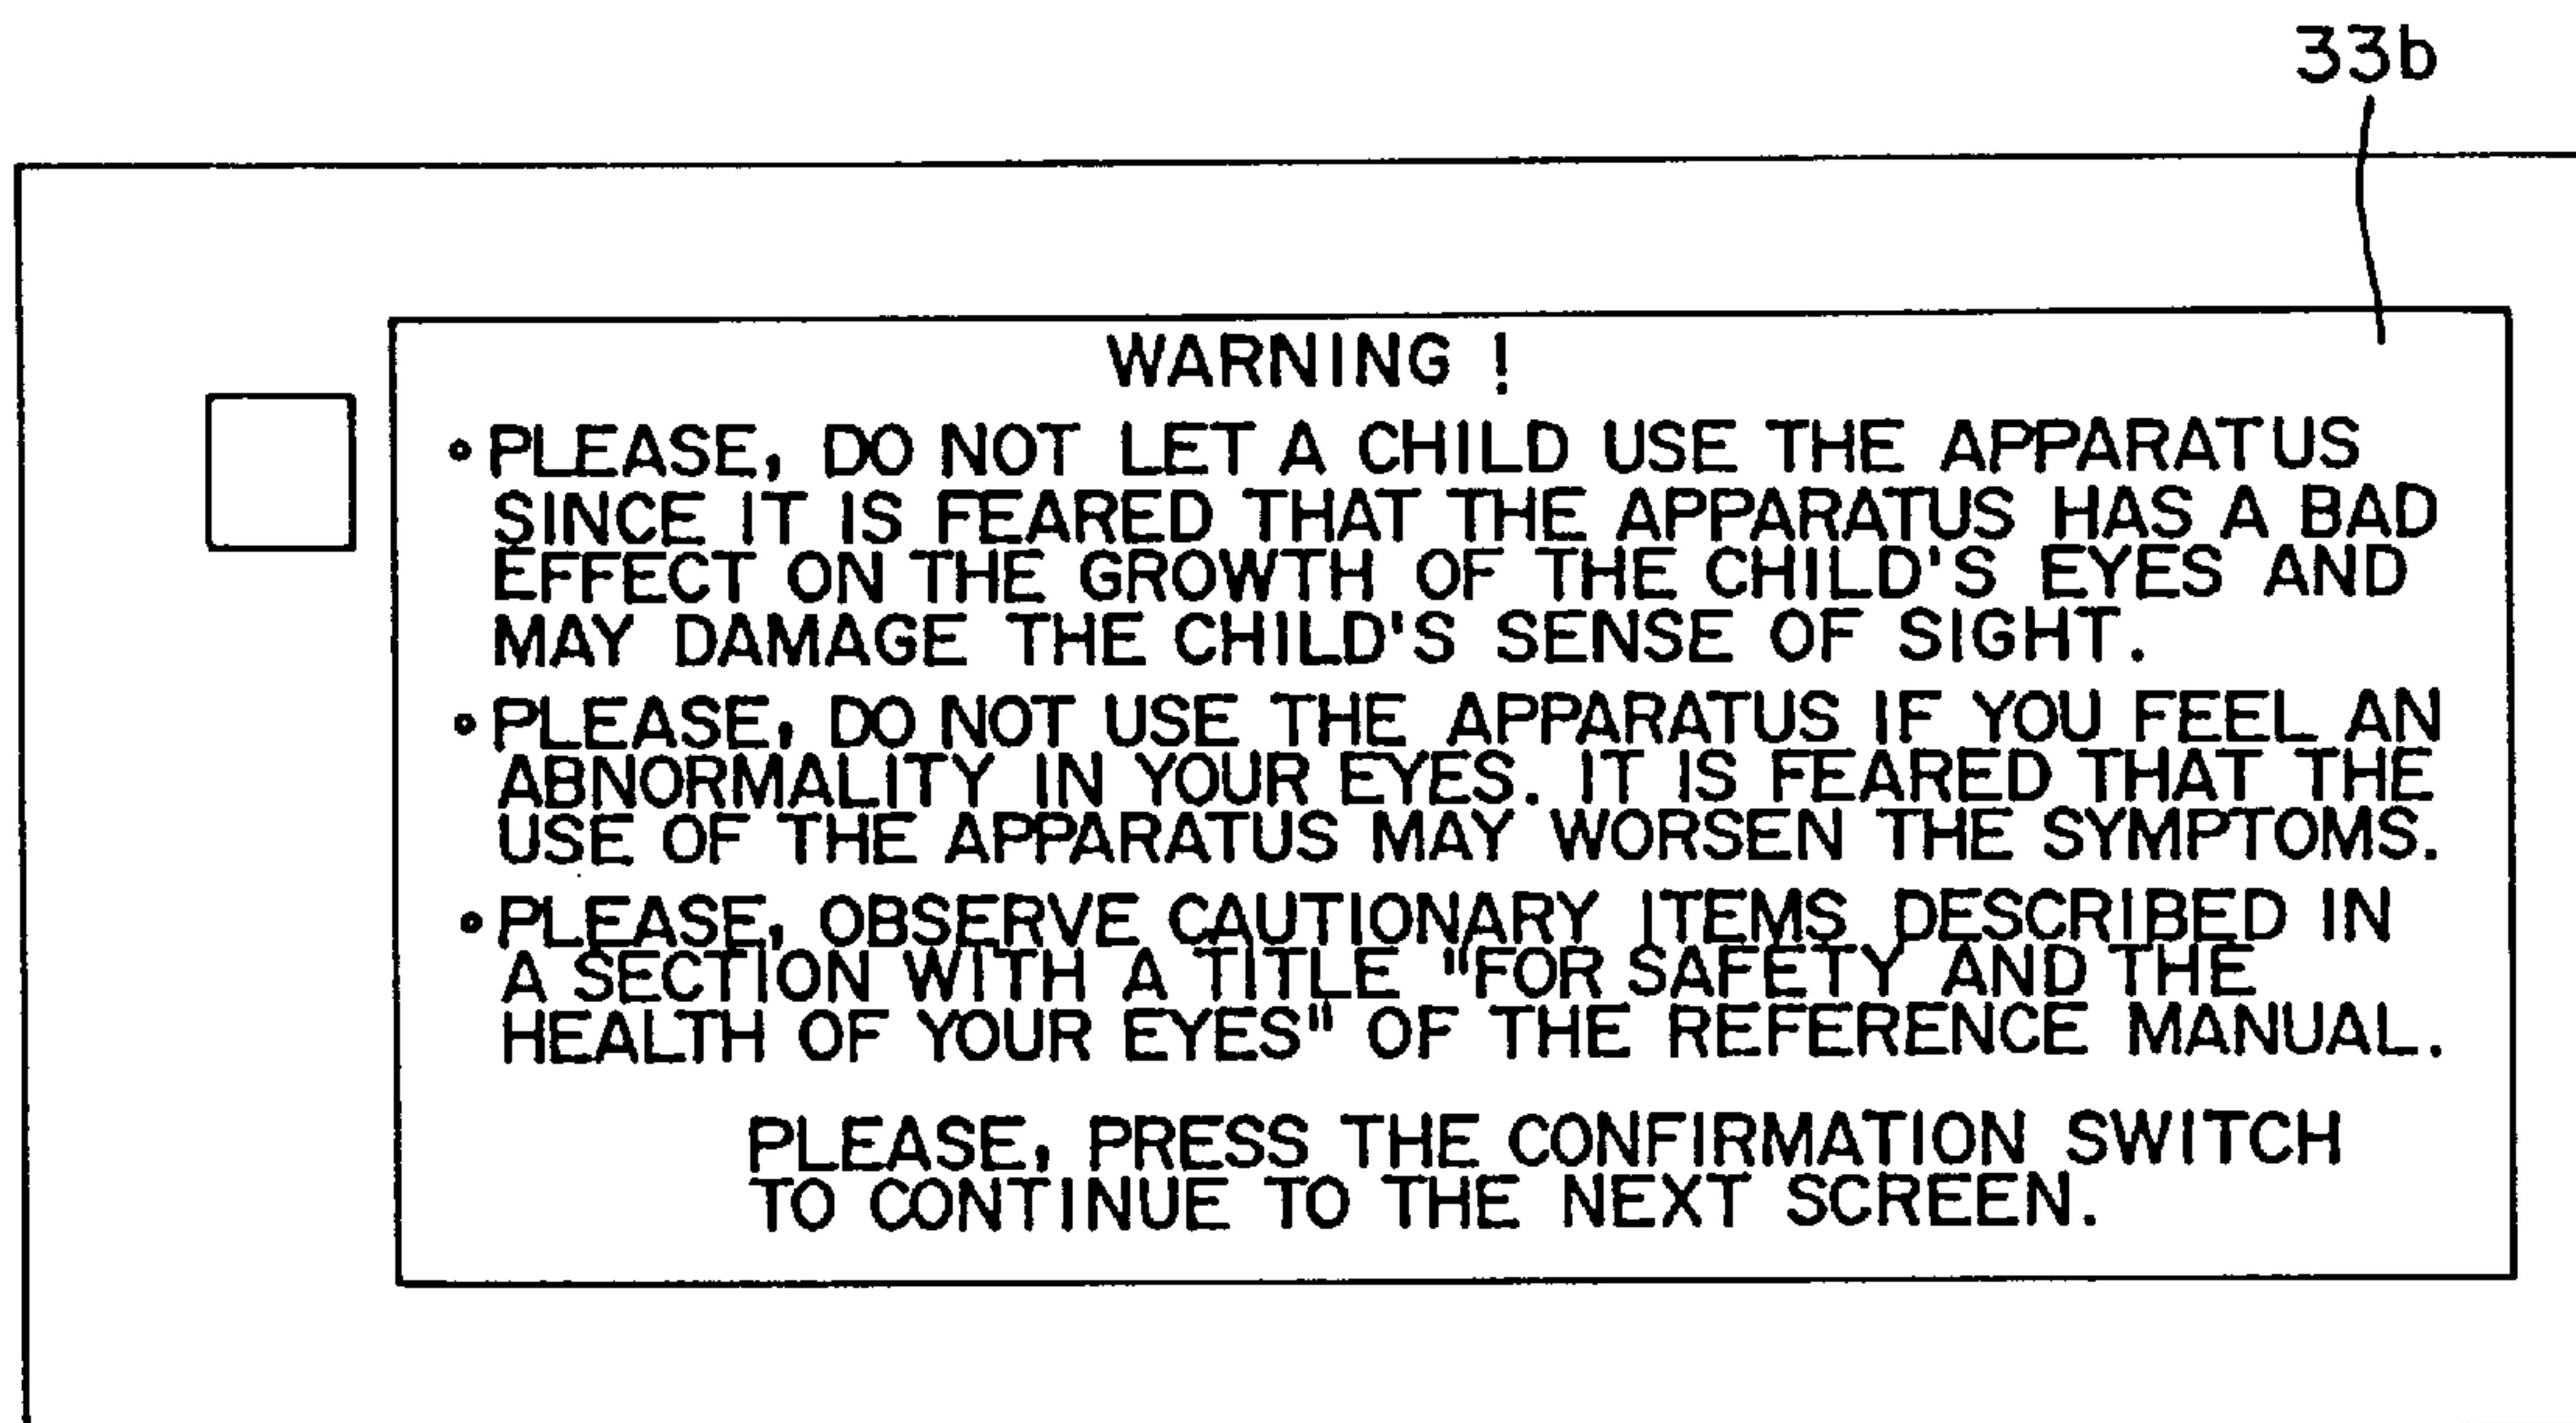 33b
WARNING !
• PLEASE, DO NOT LET A CHILD USE THE APPARATUS
SINCE IT IS FEARED THAT THE APPARATUS HAS A BAD
EFFECT ON THE GROWTH OF THE CHILD'S EYES AND
MAY DAMAGE THE CHILD'S SENSE OF SIGHT.
• PLEASE, DO NOT USE THE APPARATUS IF YOU FEEL AN
ABNORMALITY IN YOUR EYES. IT IS FEARED THAT THE
USE OF THE APPARATUS MAY WORSEN THE SYMPTOMS.
• PLEASE, OBSERVE CAUTIONARY ITEMS DESCRIBED IN
A SECTION WITH A TITLE "FOR SAFETY AND THE
HEALTH OF YOUR EYES" OF THE REFERENCE MANUAL.
PLEASE, PRESS THE CONFIRMATION SWITCH
TO CONTINUE TO THE NEXT SCREEN.